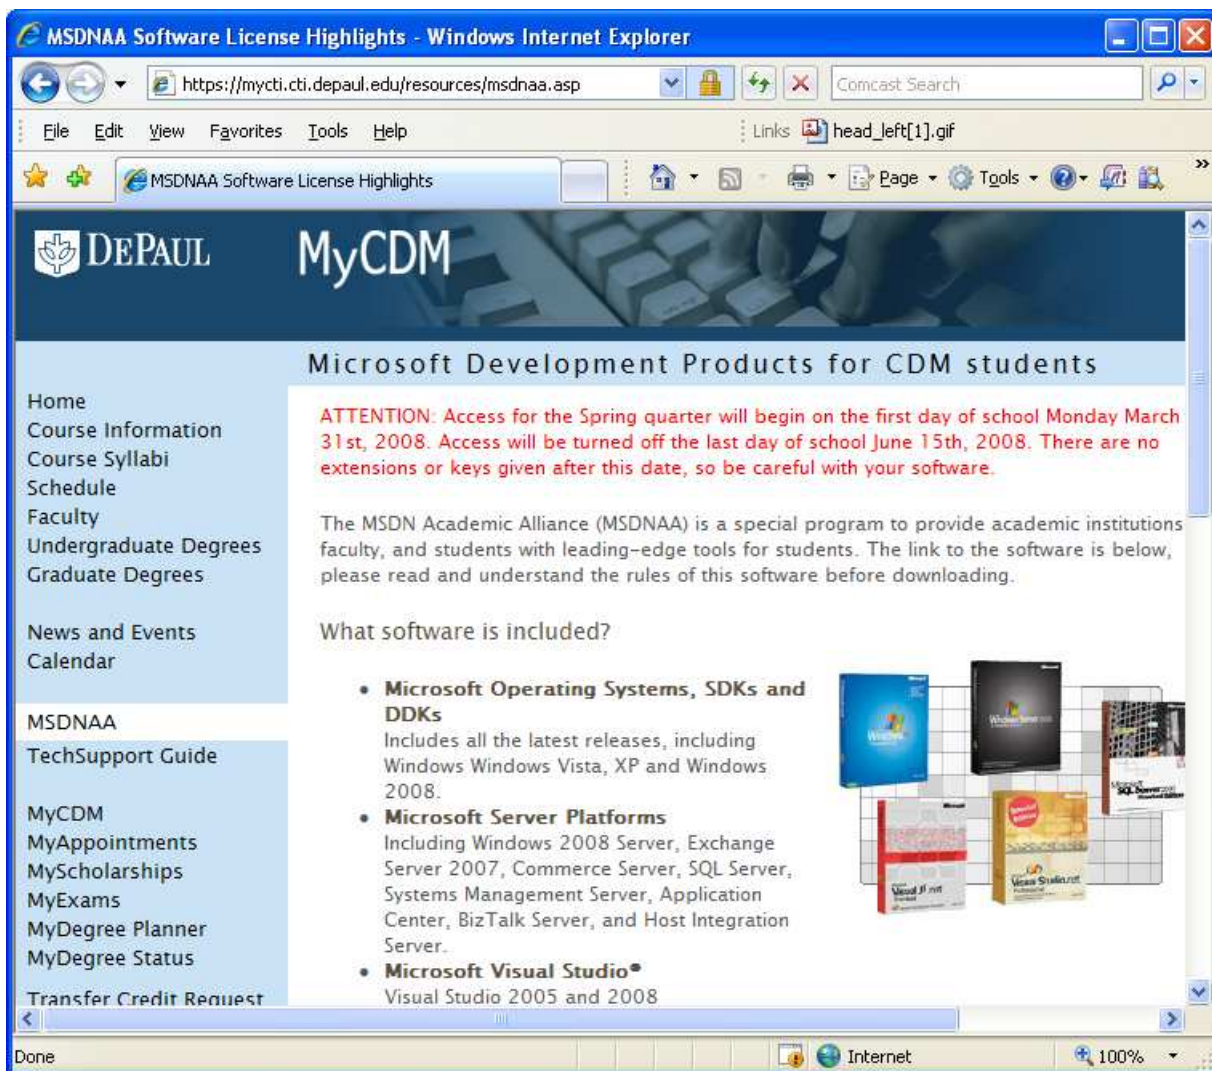 MSDNAA Software License Highlights - Windows Internet Explorer
https://mycti.cti.depaul.edu/resources/msdnaa.asp
Comcast Search
File Edit View Favorites Tools Help
Links head_left[1].gif
MSDNAA Software License Highlights
Page Tools
»
DEPAUL
MyCDM
Microsoft Development Products for CDM students
Home
Course Information
Course Syllabi
Schedule
Faculty
Undergraduate Degrees
Graduate Degrees
News and Events
Calendar
MSDNAA
TechSupport Guide
MyCDM
MyAppointments
MyScholarships
MyExams
MyDegree Planner
MyDegree Status
Transfer Credit Request
ATTENTION: Access for the Spring quarter will begin on the first day of school Monday March
31st, 2008. Access will be turned off the last day of school June 15th, 2008. There are no
extensions or keys given after this date, so be careful with your software.
The MSDN Academic Alliance (MSDNAA) is a special program to provide academic institutions
faculty, and students with leading-edge tools for students. The link to the software is below,
please read and understand the rules of this software before downloading.
What software is included?
• Microsoft Operating Systems, SDKs and
DDKs
Includes all the latest releases, including
Windows Windows Vista, XP and Windows
2008.
• Microsoft Server Platforms
Including Windows 2008 Server, Exchange
Server 2007, Commerce Server, SQL Server,
Systems Management Server, Application
Center, BizTalk Server, and Host Integration
Server.
• Microsoft Visual Studio®
Visual Studio 2005 and 2008
Windows
Windows Server
SQL Server
Visual J# .net
Visual Studio.net
Done
Internet
100%